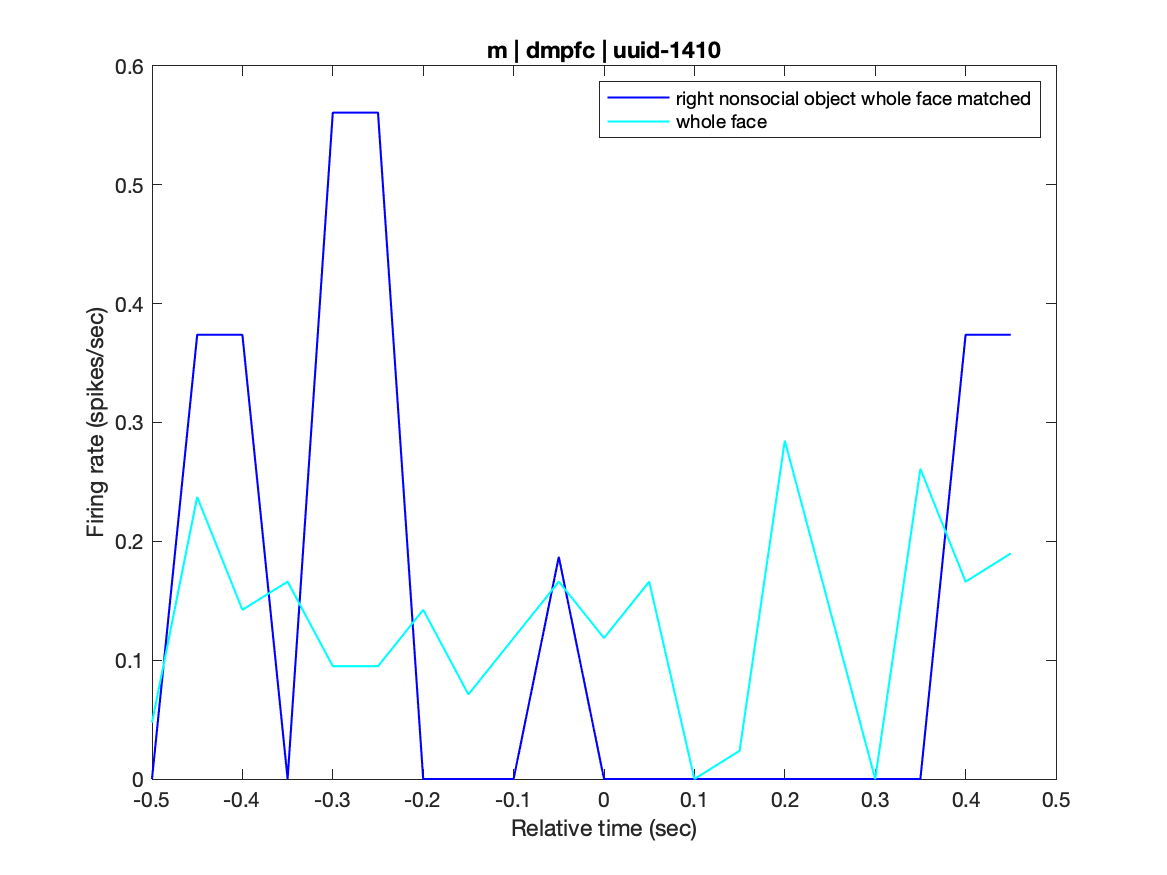 m | dmpfc | uuid-1410
right nonsocial object whole face matched
whole face
Firing rate (spikes/sec)
0.6
0.5
0.4
0.3
0.2
0.1
0
-0.5 -0.4 -0.3 -0.2 -0.1 0 0.1 0.2 0.3 0.4 0.5
Relative time (sec)